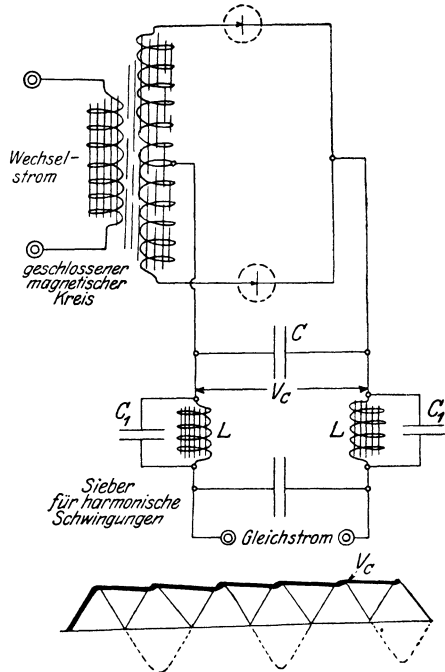 Wechsel-
strom
geschlossener
magnetischer
Kreis
C
V_C
C_1
L
L
C_1
Sieber
für harmonische
Schwingungen
Gleichstrom
V_C